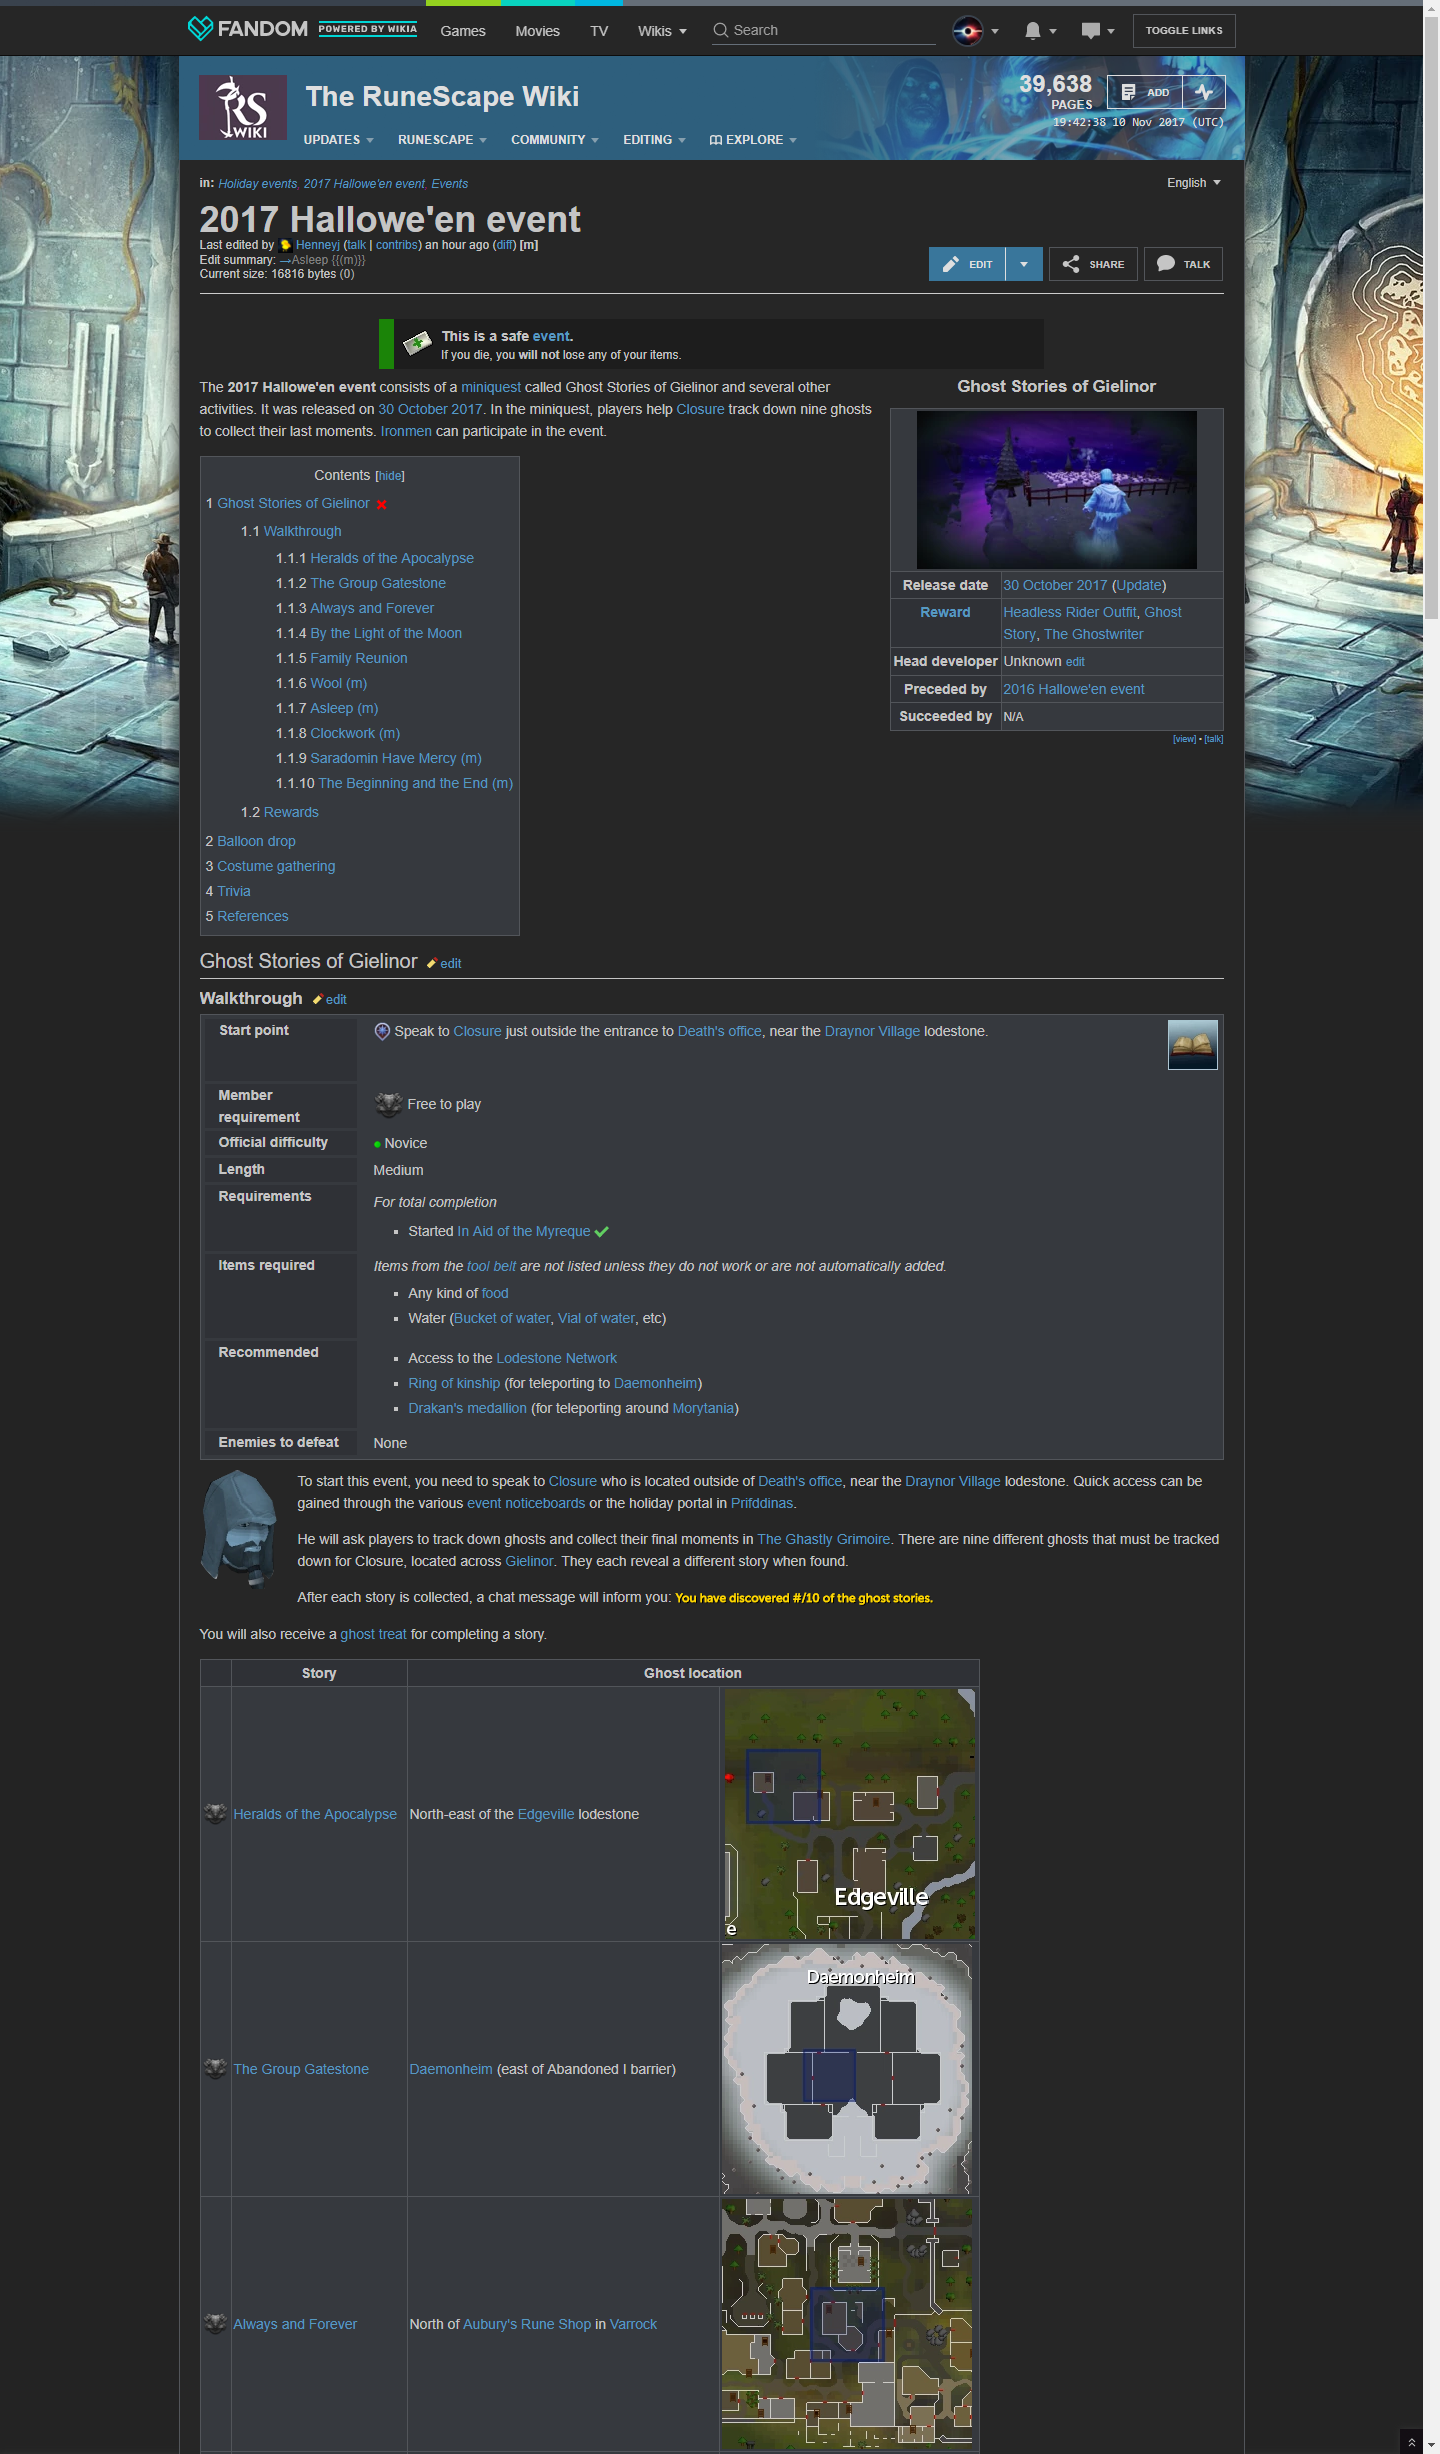 FANDOM POWERED BY WIKIA Games Movies TV Wikis Search TOGGLE LINKS
RS WIKI
The RuneScape Wiki
39,638
PAGES
ADD
19:42:38 10 Nov 2017 (UTC)
UPDATES RUNESCAPE COMMUNITY EDITING EXPLORE
in: Holiday events, 2017 Hallowe'en event, Events
English
2017 Hallowe'en event
Last edited by Henneyj (talk | contribs) an hour ago (diff) [m]
Edit summary: →Asleep {{(m)}}
Current size: 16816 bytes (0)
EDIT SHARE TALK
This is a safe event.
If you die, you will not lose any of your items.
The 2017 Hallowe'en event consists of a miniquest called Ghost Stories of Gielinor and several other
activities. It was released on 30 October 2017. In the miniquest, players help Closure track down nine ghosts
to collect their last moments. Ironmen can participate in the event.
Ghost Stories of Gielinor
Release date 30 October 2017 (Update)
Reward Headless Rider Outfit, Ghost
Story, The Ghostwriter
Head developer Unknown edit
Preceded by 2016 Hallowe'en event
Succeeded by N/A
[view] • [talk]
Contents [hide]
1 Ghost Stories of Gielinor
1.1 Walkthrough
1.1.1 Heralds of the Apocalypse
1.1.2 The Group Gatestone
1.1.3 Always and Forever
1.1.4 By the Light of the Moon
1.1.5 Family Reunion
1.1.6 Wool (m)
1.1.7 Asleep (m)
1.1.8 Clockwork (m)
1.1.9 Saradomin Have Mercy (m)
1.1.10 The Beginning and the End (m)
1.2 Rewards
2 Balloon drop
3 Costume gathering
4 Trivia
5 References
Ghost Stories of Gielinor edit
Walkthrough edit
Start point Speak to Closure just outside the entrance to Death's office, near the Draynor Village lodestone.
Member
requirement
Free to play
Official difficulty Novice
Length Medium
Requirements For total completion
Started In Aid of the Myreque
Items required Items from the tool belt are not listed unless they do not work or are not automatically added.
Any kind of food
Water (Bucket of water, Vial of water, etc)
Recommended Access to the Lodestone Network
Ring of kinship (for teleporting to Daemonheim)
Drakan's medallion (for teleporting around Morytania)
Enemies to defeat None
To start this event, you need to speak to Closure who is located outside of Death's office, near the Draynor Village lodestone. Quick access can be
gained through the various event noticeboards or the holiday portal in Prifddinas.
He will ask players to track down ghosts and collect their final moments in The Ghastly Grimoire. There are nine different ghosts that must be tracked
down for Closure, located across Gielinor. They each reveal a different story when found.
After each story is collected, a chat message will inform you: You have discovered #/10 of the ghost stories.
You will also receive a ghost treat for completing a story.
Story Ghost location
Heralds of the Apocalypse North-east of the Edgeville lodestone
Edgeville
e
Daemonheim
The Group Gatestone Daemonheim (east of Abandoned I barrier)
Always and Forever North of Aubury's Rune Shop in Varrock